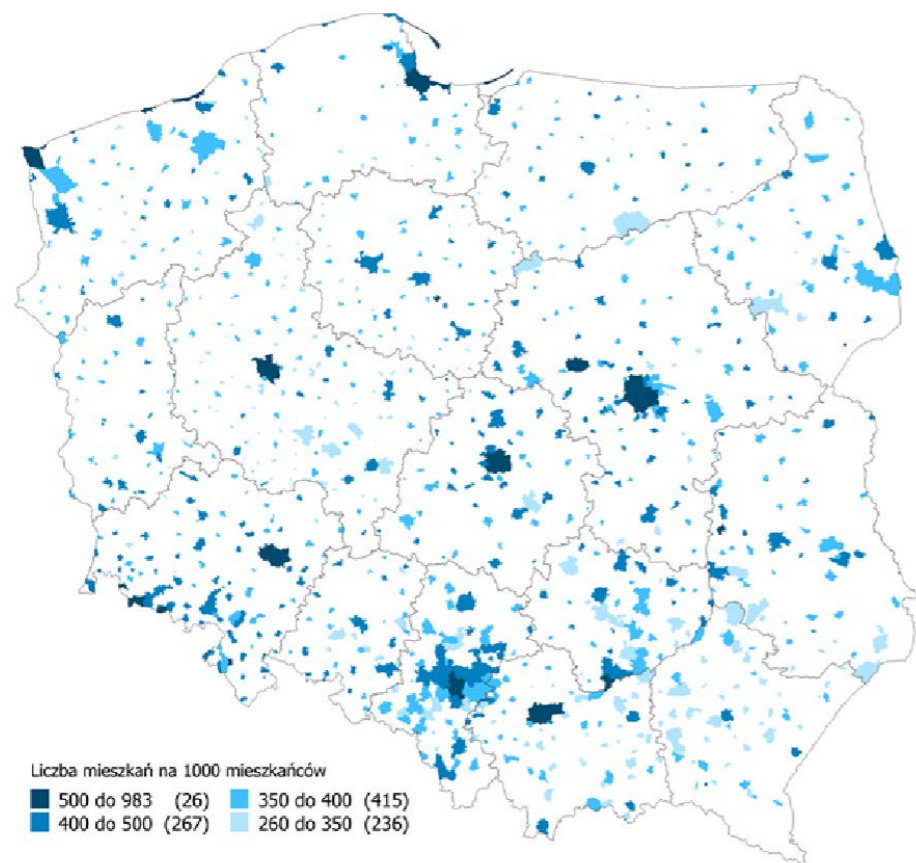 Liczba mieszkań na 1000 mieszkańców
500 do 983 (26) 350 do 400 (415)
400 do 500 (267) 260 do 350 (236)